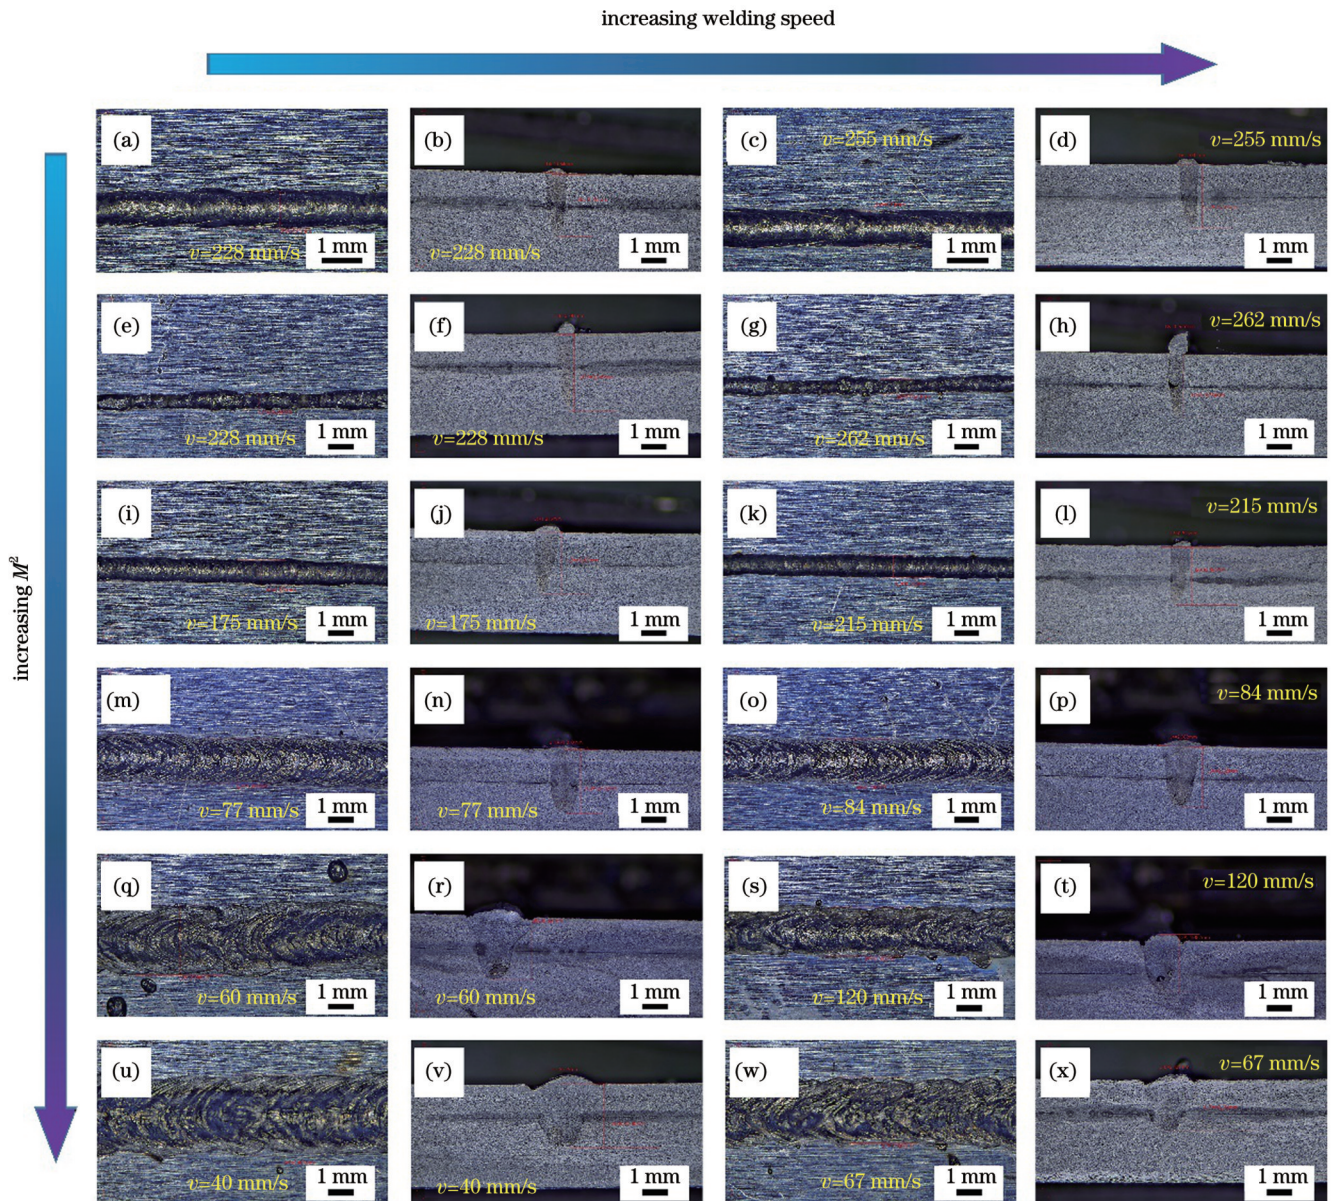 increasing welding speed
increasing M²
(a)
v=228 mm/s
1 mm
(b)
v=228 mm/s
1 mm
(c)
v=255 mm/s
1 mm
(d)
v=255 mm/s
1 mm
(e)
v=228 mm/s
1 mm
(f)
v=228 mm/s
1 mm
(g)
v=262 mm/s
1 mm
(h)
v=262 mm/s
1 mm
(i)
v=175 mm/s
1 mm
(j)
v=175 mm/s
1 mm
(k)
v=215 mm/s
1 mm
(l)
v=215 mm/s
1 mm
(m)
v=77 mm/s
1 mm
(n)
v=77 mm/s
1 mm
(o)
v=84 mm/s
1 mm
(p)
v=84 mm/s
1 mm
(q)
v=60 mm/s
1 mm
(r)
v=60 mm/s
1 mm
(s)
v=120 mm/s
1 mm
(t)
v=120 mm/s
1 mm
(u)
v=40 mm/s
1 mm
(v)
v=40 mm/s
1 mm
(w)
v=67 mm/s
1 mm
(x)
v=67 mm/s
1 mm